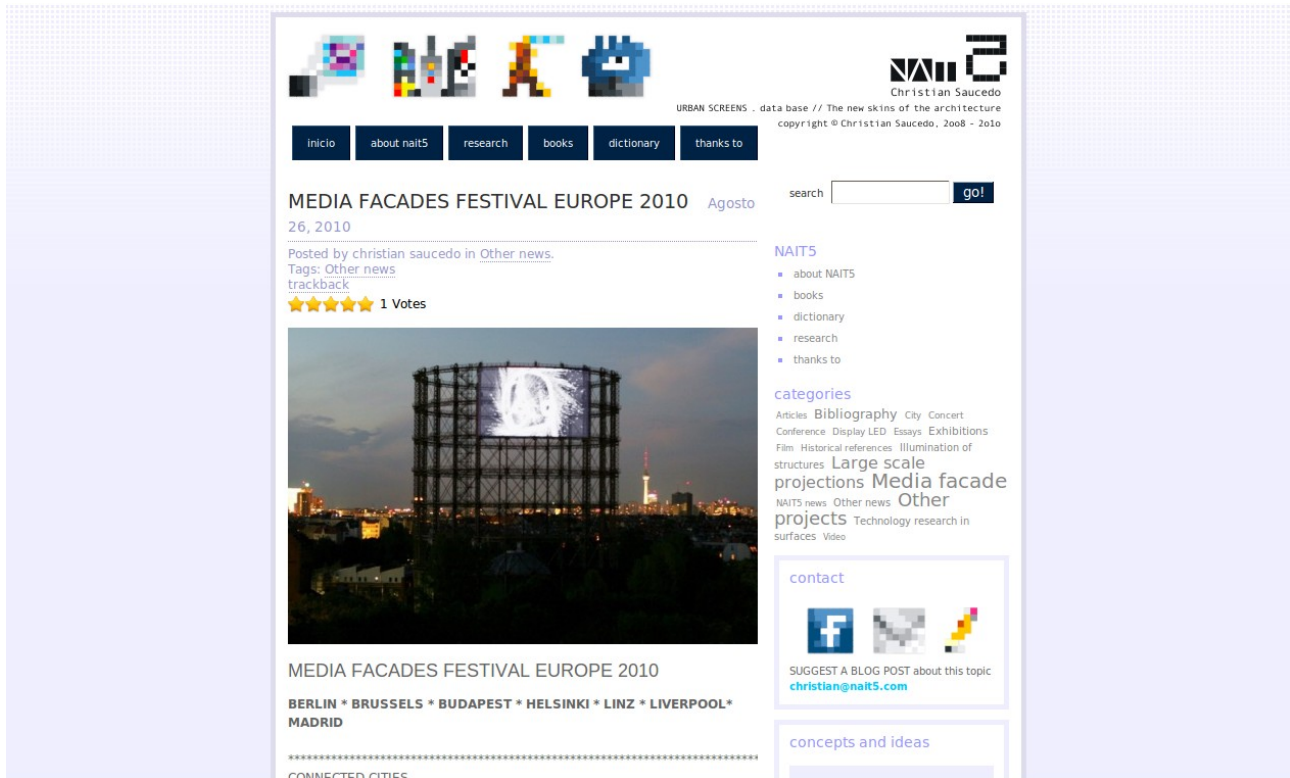 NAIT5
Christian Saucedo
URBAN SCREENS . data base // The new skins of the architecture
copyright © Christian Saucedo, 2oo8 - 2o1o
inicio
about nait5
research
books
dictionary
thanks to
search
go!
MEDIA FACADES FESTIVAL EUROPE 2010 Agosto
26, 2010
Posted by christian saucedo in Other news.
Tags: Other news
trackback
1 Votes
MEDIA FACADES FESTIVAL EUROPE 2010
BERLIN * BRUSSELS * BUDAPEST * HELSINKI * LINZ * LIVERPOOL*
MADRID
******************************************************************************
CONNECTED CITIES
NAIT5
about NAIT5
books
dictionary
research
thanks to
categories
Articles Bibliography City Concert
Conference Display LED Essays Exhibitions
Film Historical references Illumination of
structures Large scale
projections Media facade
NAIT5 news Other news Other
projects Technology research in
surfaces Video
contact
SUGGEST A BLOG POST about this topic
christian@nait5.com
concepts and ideas